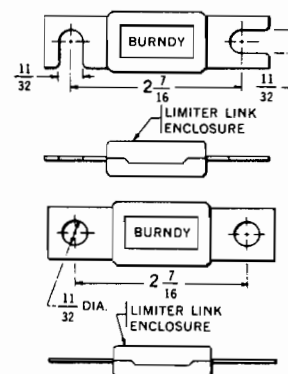 BURNDY
11/32
2 7/16
11/32
LIMITER LINK
ENCLOSURE
BURNDY
2 7/16
11/32 DIA.
LIMITER LINK
ENCLOSURE